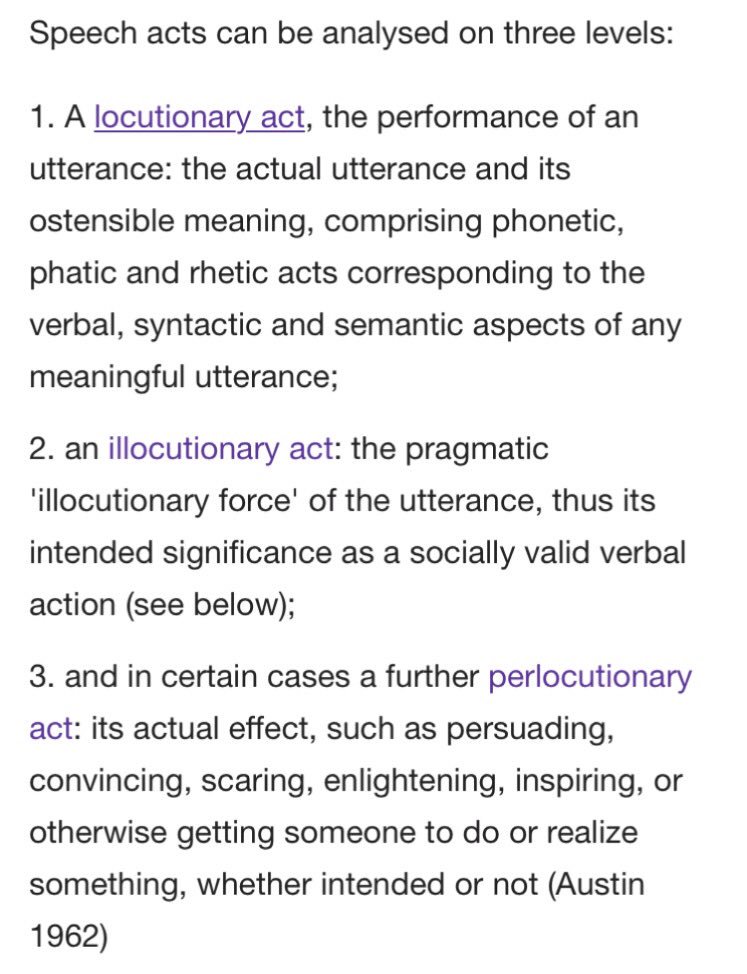 Speech acts can be analysed on three levels:
1. A locutionary act, the performance of an
utterance: the actual utterance and its
ostensible meaning, comprising phonetic,
phatic and rhetic acts corresponding to the
verbal, syntactic and semantic aspects of any
meaningful utterance;
2. an illocutionary act: the pragmatic
'illocutionary force' of the utterance, thus its
intended significance as a socially valid verbal
action (see below);
3. and in certain cases a further perlocutionary
act: its actual effect, such as persuading,
convincing, scaring, enlightening, inspiring, or
otherwise getting someone to do or realize
something, whether intended or not (Austin
1962)